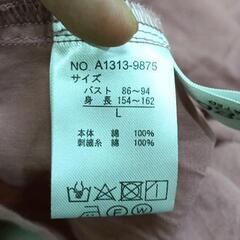 NO. A1313-9875
サイズ
バスト 86~94
身長 154~162
L
本体 綿 100%
刺繍糸 綿 100%